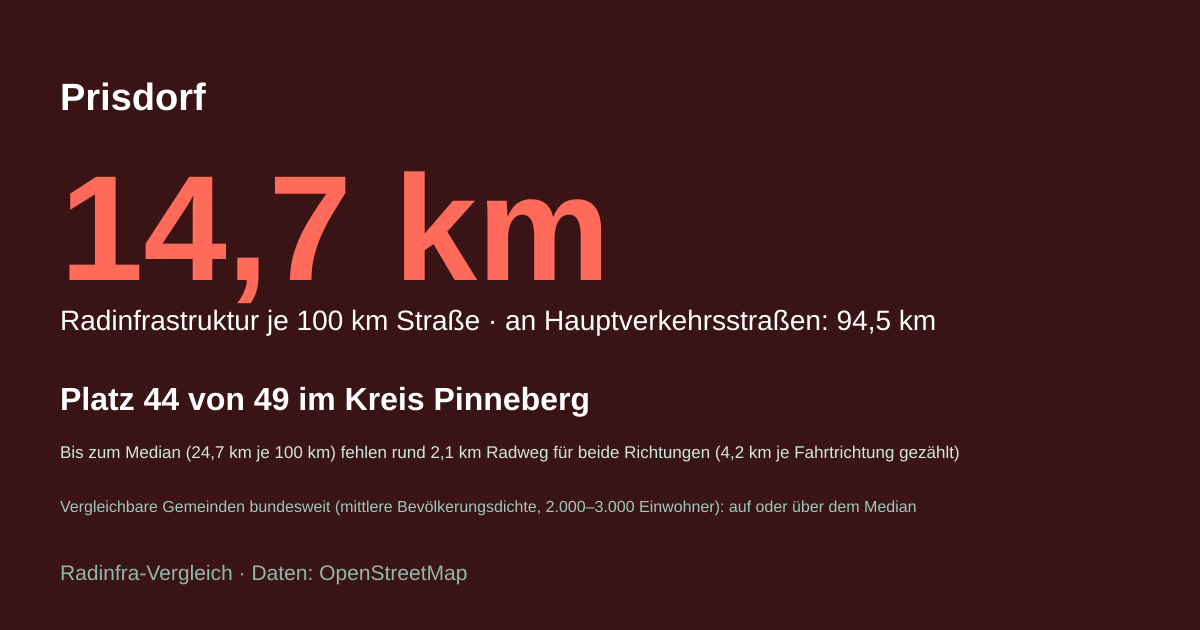 Prisdorf
14,7 km
Radinfrastruktur je 100 km Straße · an Hauptverkehrsstraßen: 94,5 km
Platz 44 von 49 im Kreis Pinneberg
Bis zum Median (24,7 km je 100 km) fehlen rund 2,1 km Radweg für beide Richtungen (4,2 km je Fahrtrichtung gezählt)
Vergleichbare Gemeinden bundesweit (mittlere Bevölkerungsdichte, 2.000–3.000 Einwohner): auf oder über dem Median
Radinfra-Vergleich · Daten: OpenStreetMap